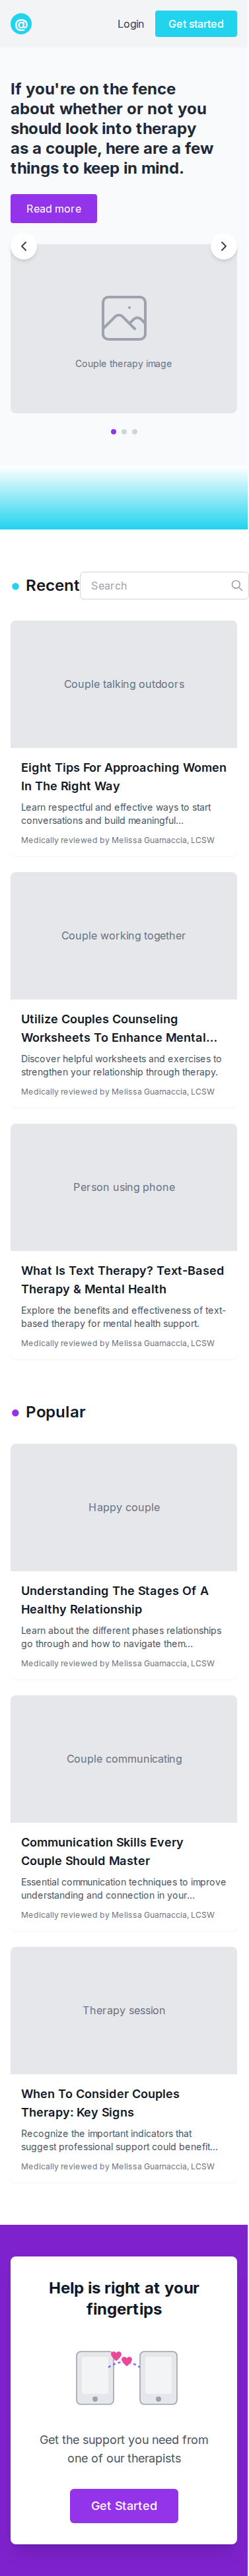 @
Login
Get started
If you're on the fence
about whether or not you
should look into therapy
as a couple, here are a few
things to keep in mind.
Read more
Couple therapy image
Recent
Search
Couple talking outdoors
Eight Tips For Approaching Women
In The Right Way
Learn respectful and effective ways to start
conversations and build meaningful...
Medically reviewed by Melissa Guarnaccia, LCSW
Couple working together
Utilize Couples Counseling
Worksheets To Enhance Mental...
Discover helpful worksheets and exercises to
strengthen your relationship through therapy.
Medically reviewed by Melissa Guarnaccia, LCSW
Person using phone
What Is Text Therapy? Text-Based
Therapy & Mental Health
Explore the benefits and effectiveness of text-
based therapy for mental health support.
Medically reviewed by Melissa Guarnaccia, LCSW
Popular
Happy couple
Understanding The Stages Of A
Healthy Relationship
Learn about the different phases relationships
go through and how to navigate them...
Medically reviewed by Melissa Guarnaccia, LCSW
Couple communicating
Communication Skills Every
Couple Should Master
Essential communication techniques to improve
understanding and connection in your...
Medically reviewed by Melissa Guarnaccia, LCSW
Therapy session
When To Consider Couples
Therapy: Key Signs
Recognize the important indicators that
suggest professional support could benefit...
Medically reviewed by Melissa Guarnaccia, LCSW
Help is right at your
fingertips
Get the support you need from
one of our therapists
Get Started